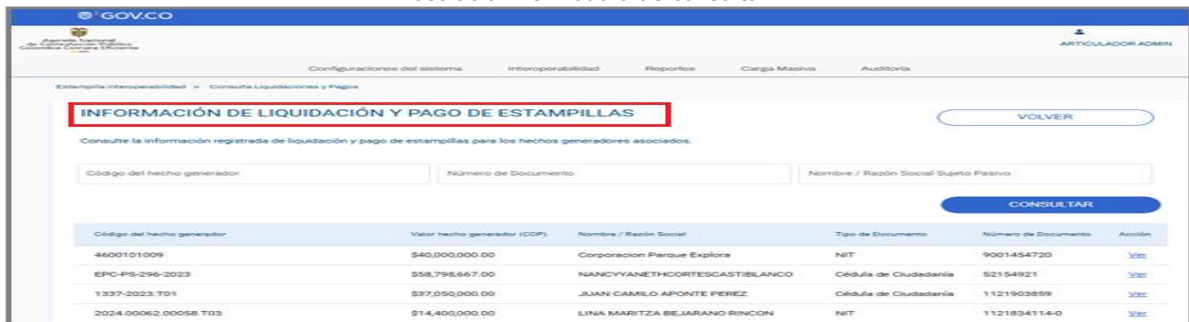 GOV.CO
Agencia Nacional
de Contratación Pública
Colombia Compra Eficiente
ARTICULADOR ADMIN
Configuraciones del sistema Interoperabilidad Reportes Carga Masiva Auditoría
Estampilla interoperabilidad > Consulta Liquidaciones y Pagos
INFORMACIÓN DE LIQUIDACIÓN Y PAGO DE ESTAMPILLAS
VOLVER
Consulte la información registrada de liquidación y pago de estampillas para los hechos generadores asociados.
Código del hecho generador Número de Documento Nombre / Razón Social Sujeto Pasivo
CONSULTAR
Código del hecho generador Valor hecho generador (COP) Nombre / Razón Social Tipo de Documento Número de Documento Acción
4600101009 $40,000,000.00 Corporacion Parque Explora NIT 9001454720 Ver
EPC-PS-296-2023 $58,798,667.00 NANCYYANETHCORTESCASTIBLANCO Cédula de Ciudadanía 52154921 Ver
1337-2023.T01 $37,050,000.00 JUAN CAMILO APONTE PEREZ Cédula de Ciudadanía 1121903859 Ver
2024.00062.00058.T03 $14,400,000.00 LINA MARITZA BEJARANO RINCON NIT 1121834114-0 Ver